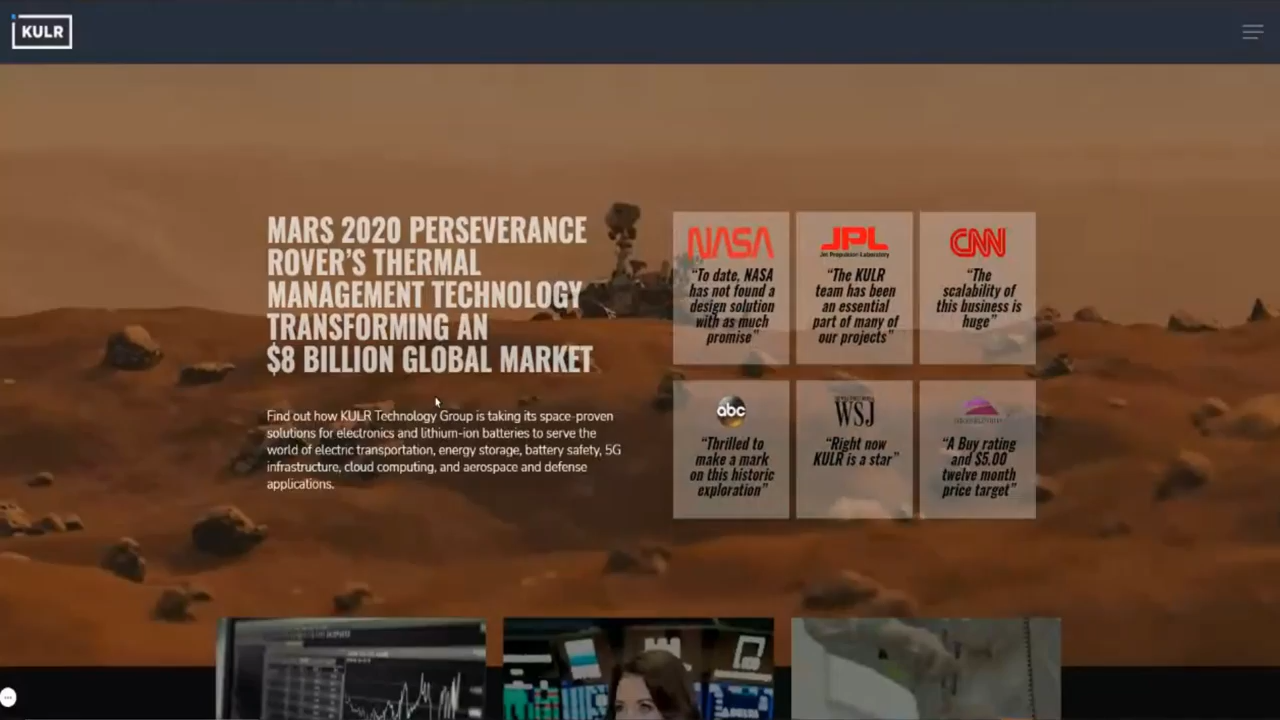 KULR
MARS 2020 PERSEVERANCE
ROVER'S THERMAL
MANAGEMENT TECHNOLOGY
TRANSFORMING AN
$8 BILLION GLOBAL MARKET
Find out how KULR Technology Group is taking its space-proven
solutions for electronics and lithium-ion batteries to serve the
world of electric transportation, energy storage, battery safety, 5G
infrastructure, cloud computing, and aerospace and defense
applications.
NASA
“To date, NASA
has not found a
design solution
with as much
promise”
JPL
Jet Propulsion Laboratory
“The KULR
team has been
an essential
part of many of
our projects”
CNN
“The
scalability of
this business is
huge”
abc
“Thrilled to
make a mark
on this historic
exploration”
WSJ
“Right now
KULR is a star”
“A Buy rating
and $5.00
twelve month
price target”
DELTA